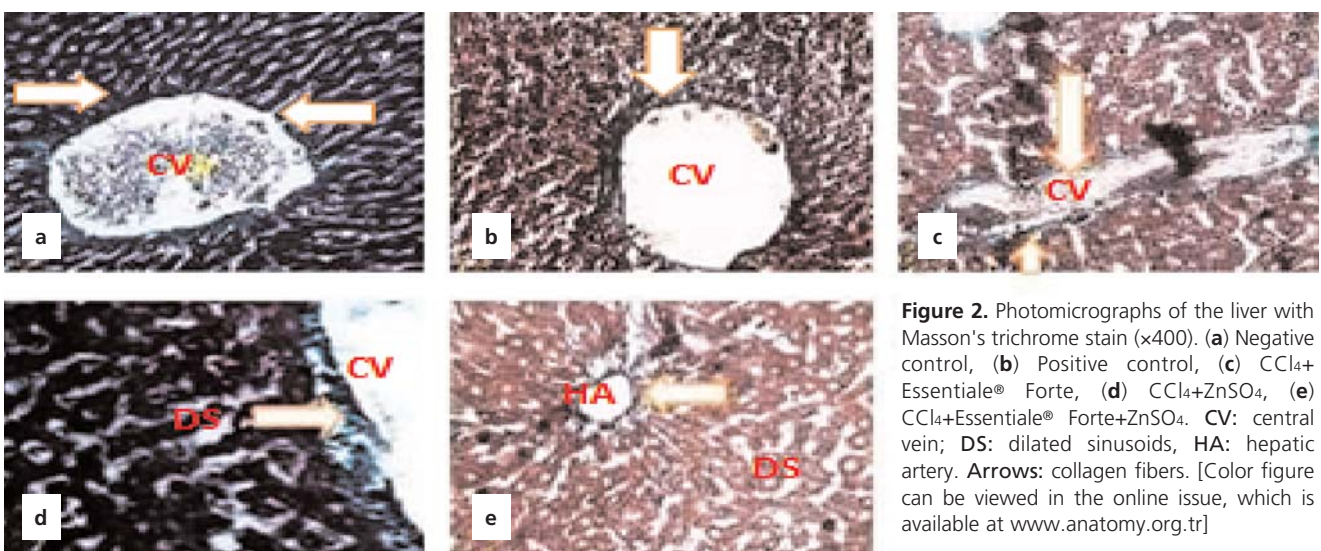 CV
a
CV
b
CV
c
DS
CV
d
HA
DS
e
Figure 2. Photomicrographs of the liver with
Masson's trichrome stain (×400). (a) Negative
control, (b) Positive control, (c) CCl4+
Essentiale® Forte, (d) CCl4+ZnSO4, (e)
CCl4+Essentiale® Forte+ZnSO4. CV: central
vein; DS: dilated sinusoids, HA: hepatic
artery. Arrows: collagen fibers. [Color figure
can be viewed in the online issue, which is
available at www.anatomy.org.tr]